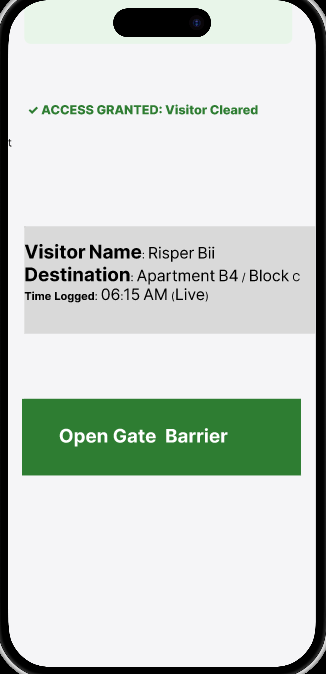 ✓ ACCESS GRANTED: Visitor Cleared
t
Visitor Name: Risper Bii
Destination: Apartment B4 / Block C
Time Logged: 06:15 AM (Live)
Open Gate  Barrier